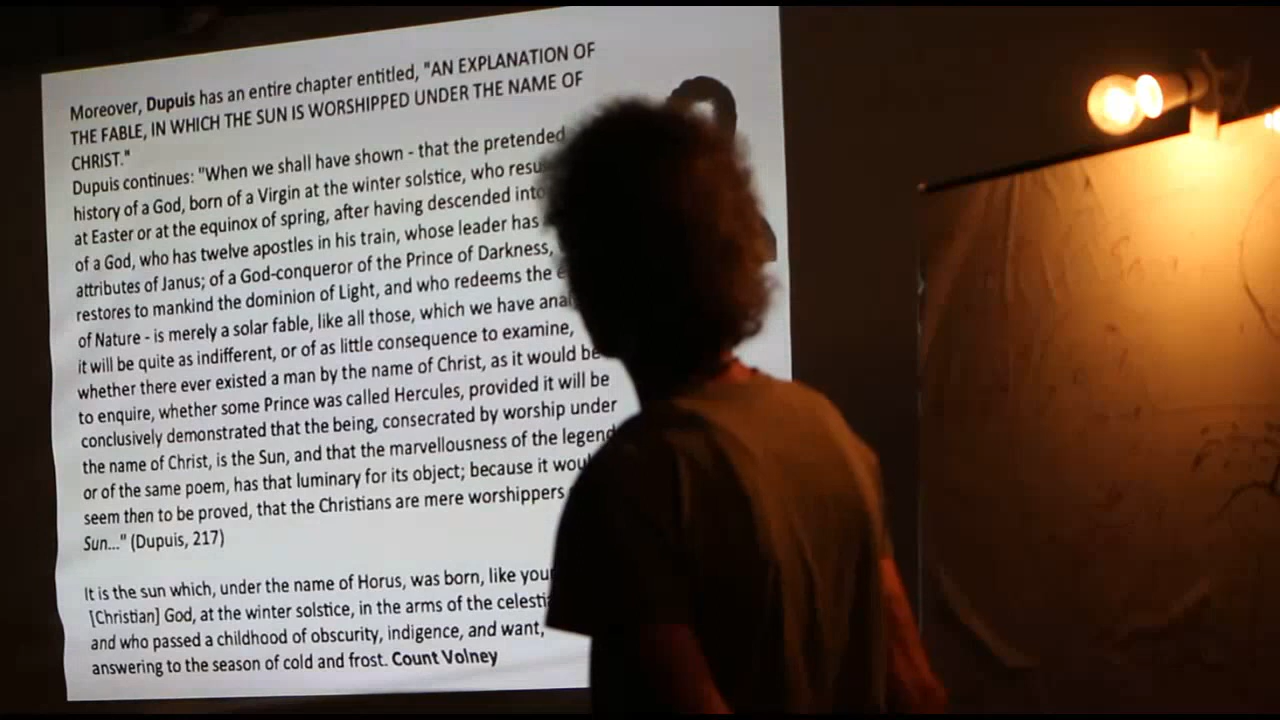 Moreover, Dupuis has an entire chapter entitled, "AN EXPLANATION OF
THE FABLE, IN WHICH THE SUN IS WORSHIPPED UNDER THE NAME OF
CHRIST."
Dupuis continues: "When we shall have shown - that the pretended
history of a God, born of a Virgin at the winter solstice, who
at Easter or at the equinox of spring, after having descended into
of a God, who has twelve apostles in his train, whose leader has
attributes of Janus; of a God-conqueror of the Prince of Darkness,
restores to mankind the dominion of Light, and who redeems the
of Nature - is merely a solar fable, like all those, which we have
it will be quite as indifferent, or of as little consequence to examine,
whether there ever existed a man by the name of Christ, as it would be
to enquire, whether some Prince was called Hercules, provided it will be
conclusively demonstrated that the being, consecrated by worship under
the name of Christ, is the Sun, and that the marvellousness of the legend
or of the same poem, has that luminary for its object; because it
seem then to be proved, that the Christians are mere worshippers
Sun..." (Dupuis, 217)
It is the sun which, under the name of Horus, was born, like
[Christian] God, at the winter solstice, in the arms of the
and who passed a childhood of obscurity, indigence, and want,
answering to the season of cold and frost. Count Volney